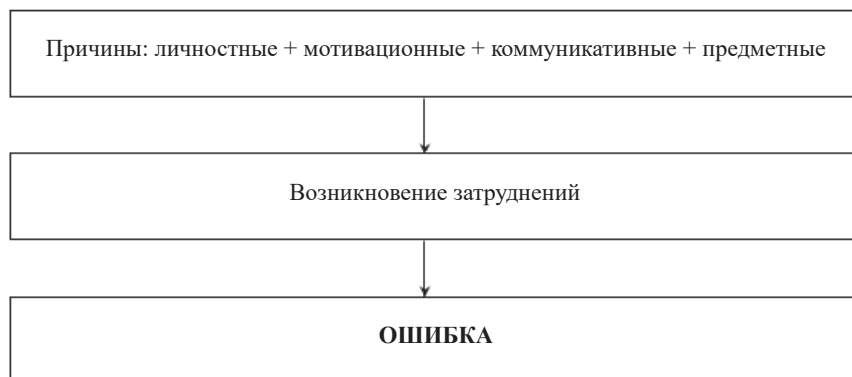 Причины: личностные + мотивационные + коммуникативные + предметные
Возникновение затруднений
ОШИБКА